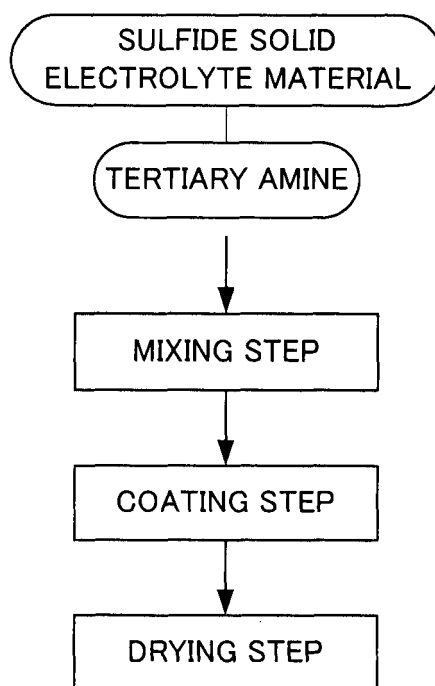 SULFIDE SOLID
ELECTROLYTE MATERIAL
TERTIARY AMINE
MIXING STEP
COATING STEP
DRYING STEP